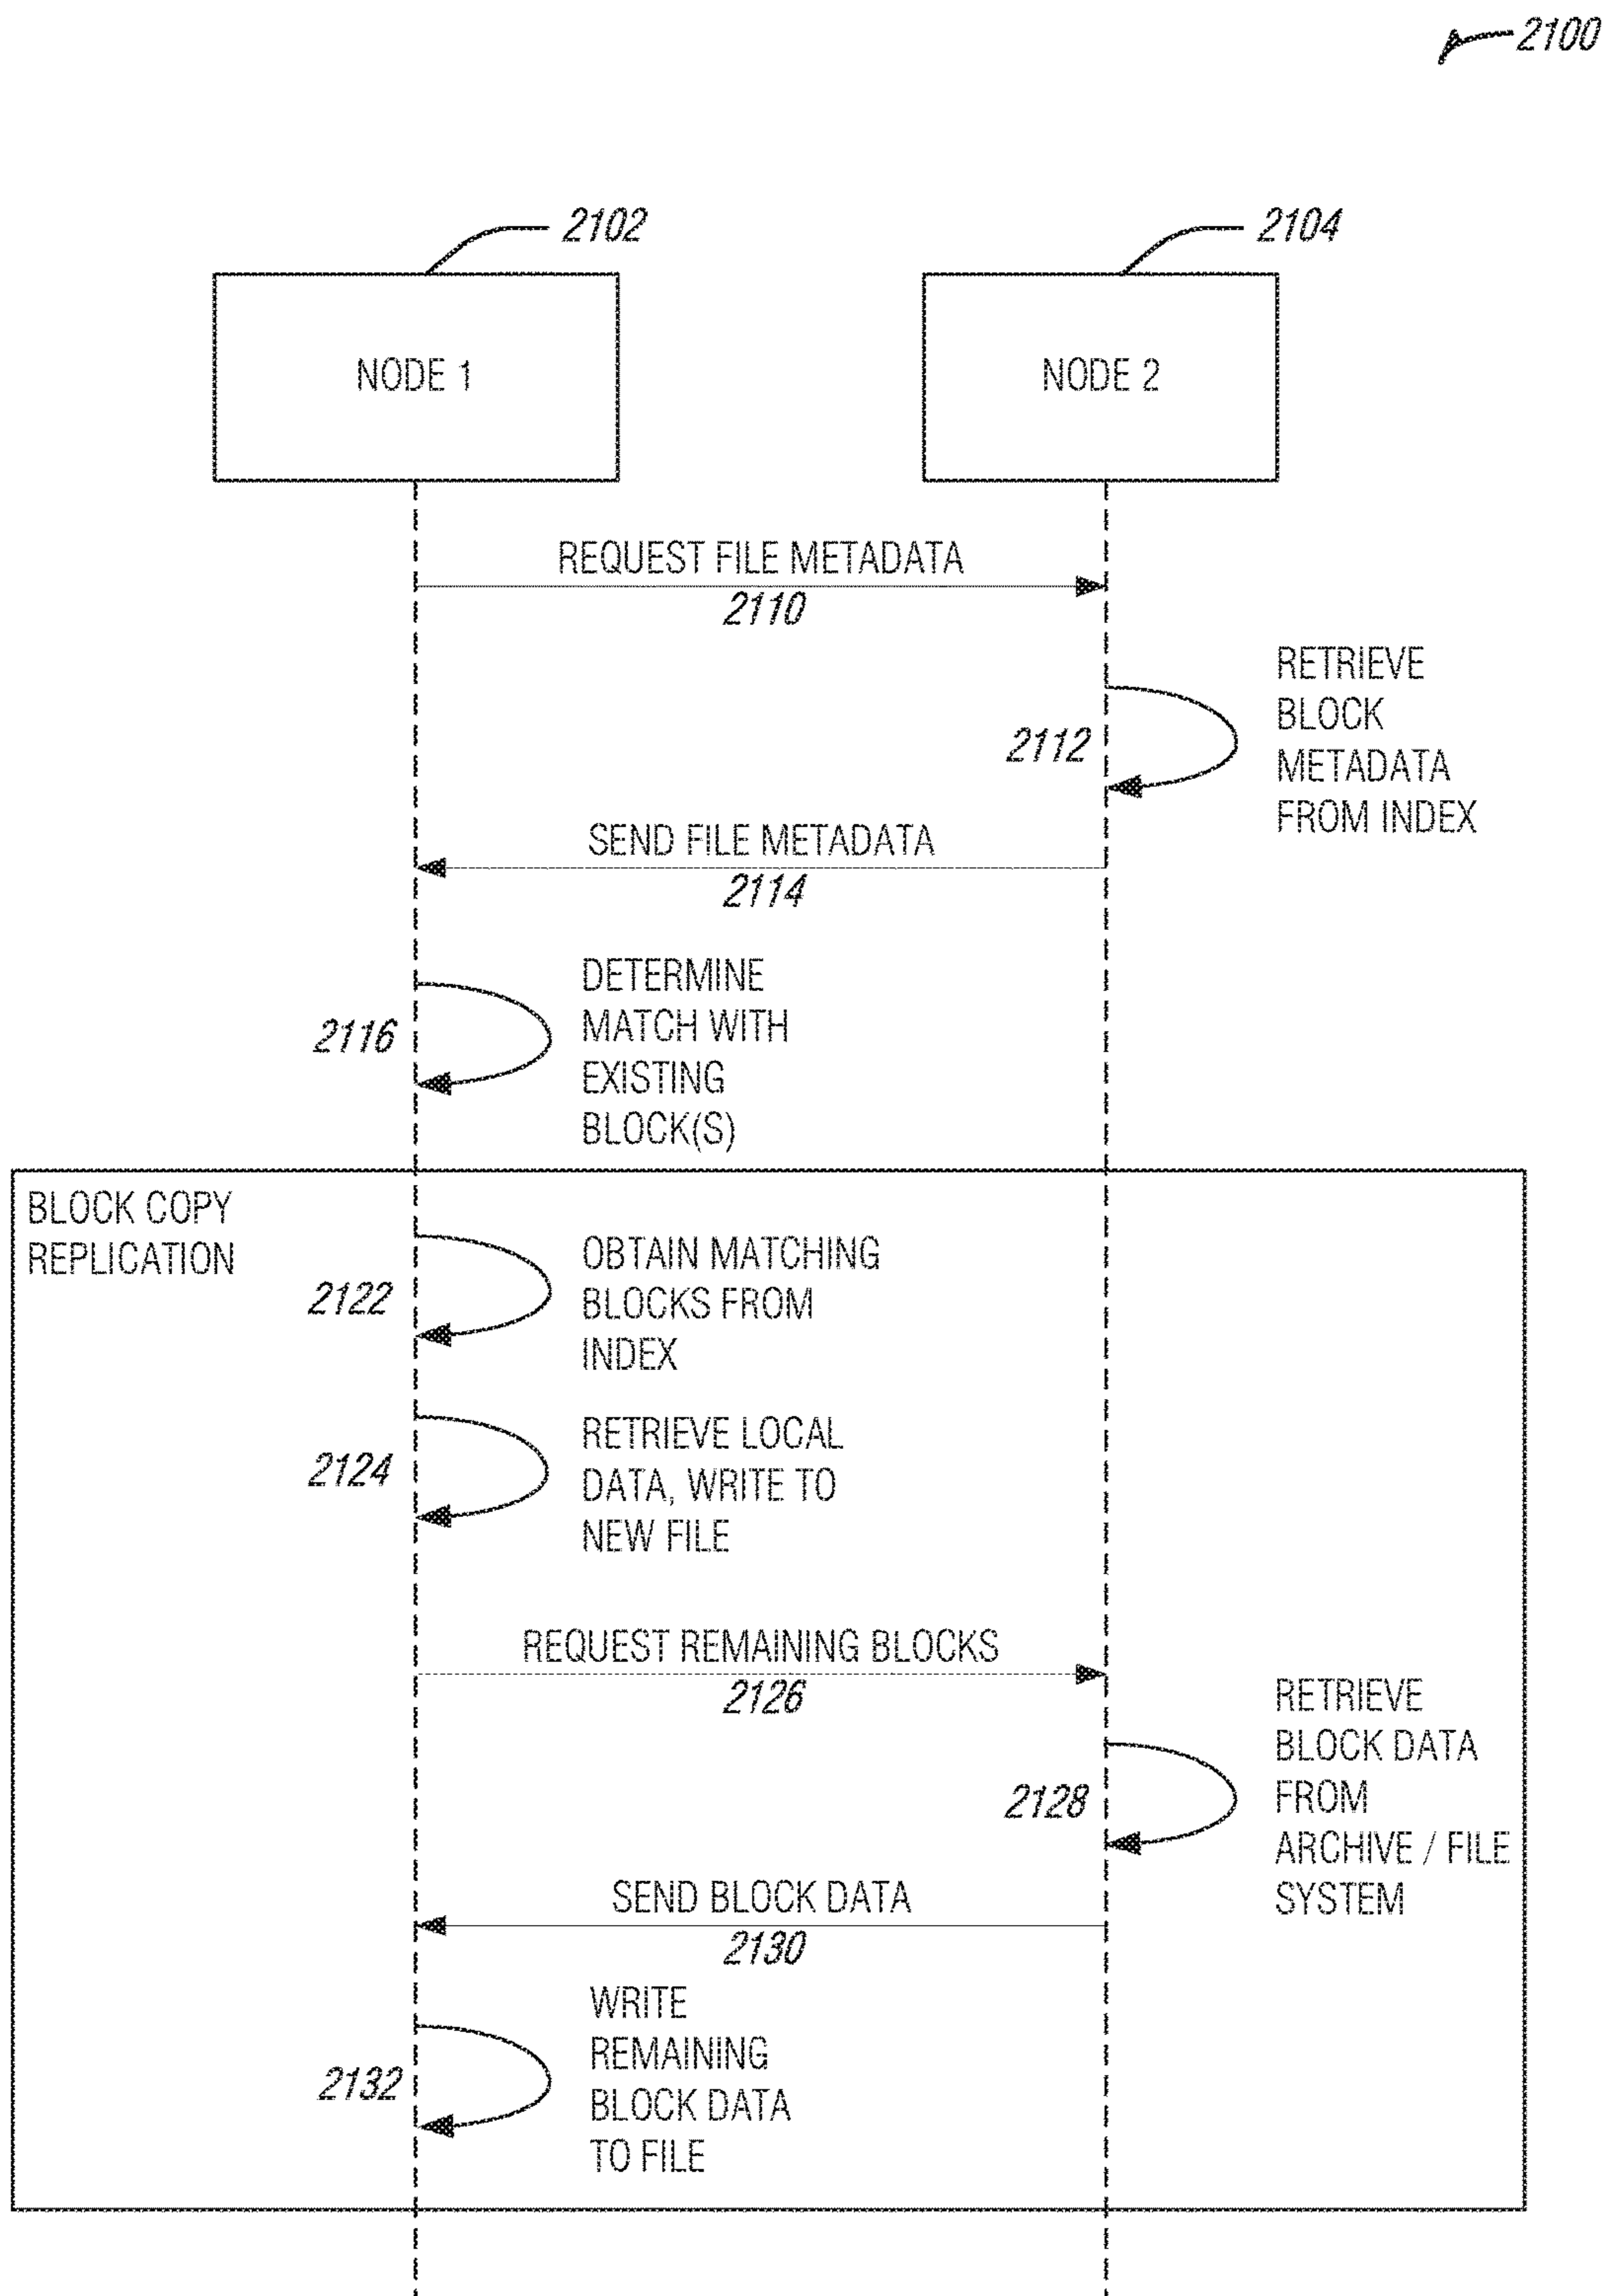 2100
2102
2104
NODE 1
NODE 2
REQUEST FILE METADATA
2110
RETRIEVE
BLOCK
METADATA
FROM INDEX
2112
SEND FILE METADATA
2114
DETERMINE
MATCH WITH
EXISTING
BLOCK(S)
2116
BLOCK COPY
REPLICATION
OBTAIN MATCHING
BLOCKS FROM
INDEX
2122
RETRIEVE LOCAL
DATA, WRITE TO
NEW FILE
2124
REQUEST REMAINING BLOCKS
2126
RETRIEVE
BLOCK DATA
FROM
ARCHIVE / FILE
SYSTEM
2128
SEND BLOCK DATA
2130
WRITE
REMAINING
BLOCK DATA
TO FILE
2132